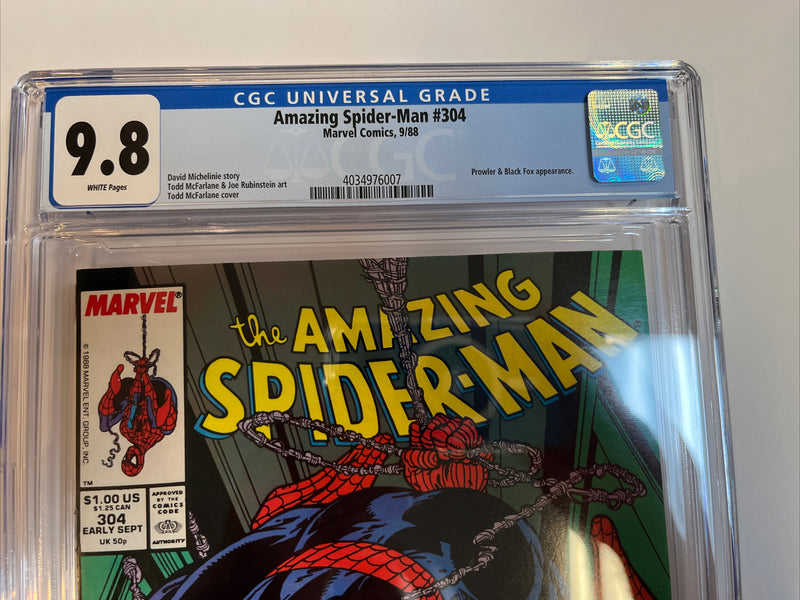 CGC UNIVERSAL GRADE
9.8
WHITE Pages
Amazing Spider-Man #304
Marvel Comics, 9/88
David Michelinie story
Todd McFarlane & Joe Rubinstein art
Todd McFarlane cover
4034976007
Prowler & Black Fox appearance.
CGC
CGC
MARVEL®
© 1988 MARVEL ENT. GROUP, INC.
TM
the AMAZING
SPIDER-MAN
$1.00 US
$1.25 CAN
304
EARLY SEPT
UK 50p
APPROVED
BY THE
COMICS
CODE
AUTHORITY